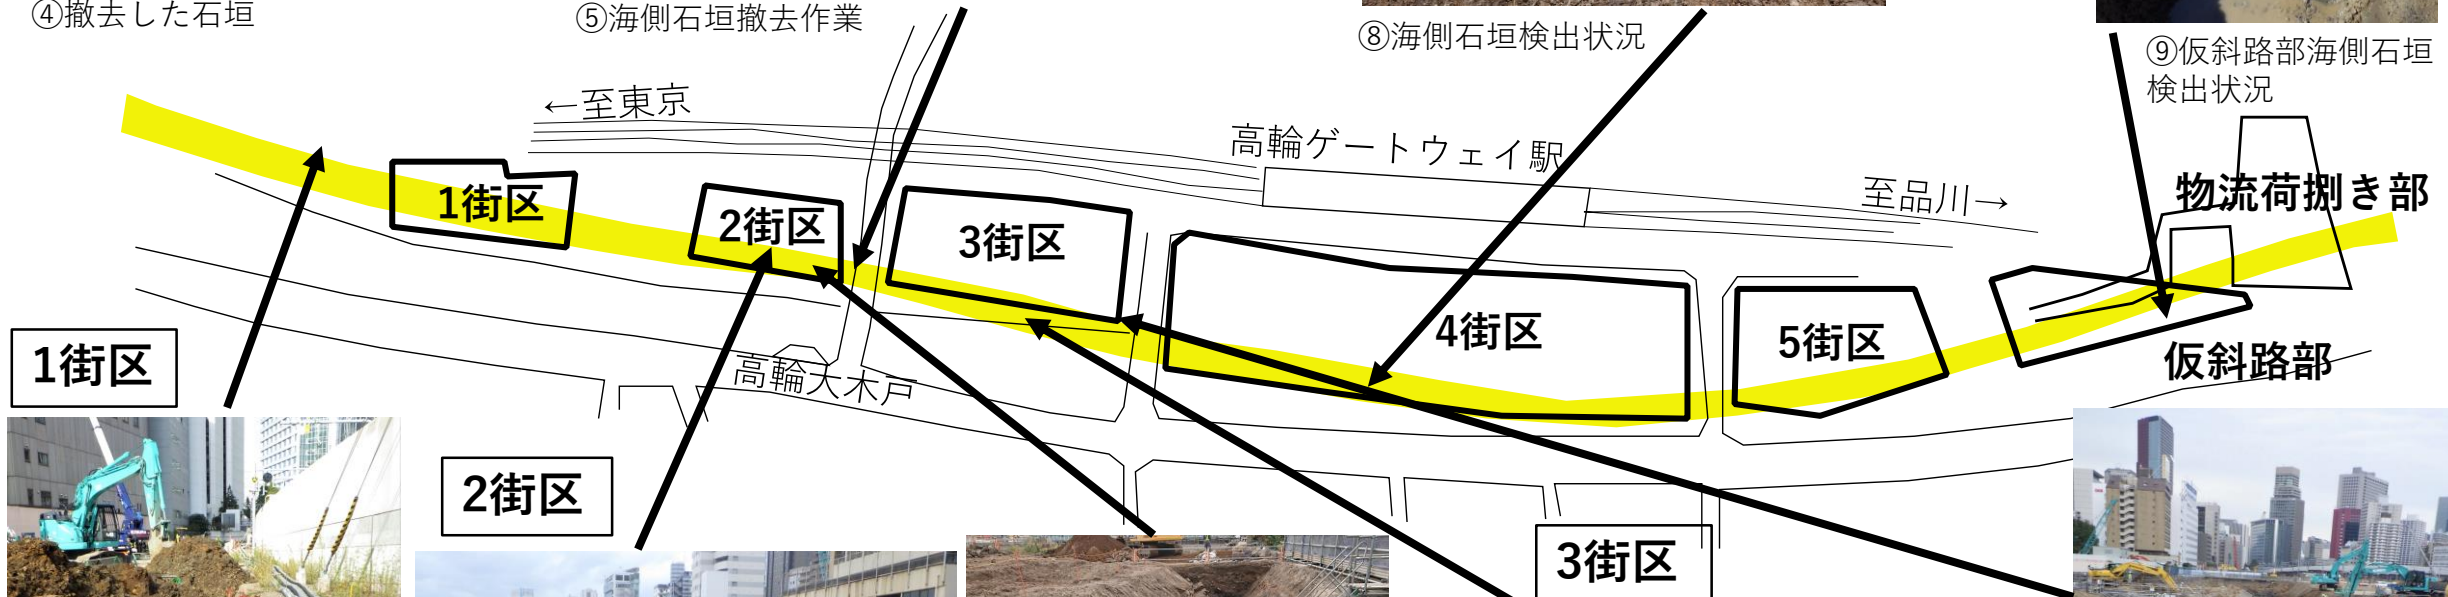 ④撤去した石垣
⑤海側石垣撤去作業
⑧海側石垣検出状況
⑨仮斜路部海側石垣
検出状況
←至東京
高輪ゲートウェイ駅
至品川→
物流荷捌き部
1街区
2街区
3街区
4街区
5街区
仮斜路部
高輪大木戸
1街区
2街区
3街区